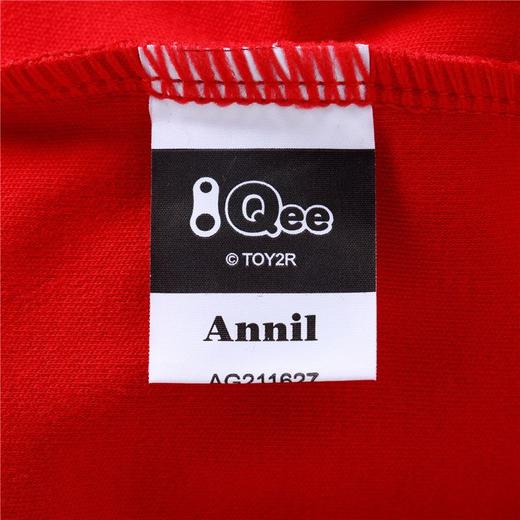 Qee
© TOY2R
Annil
AG211627